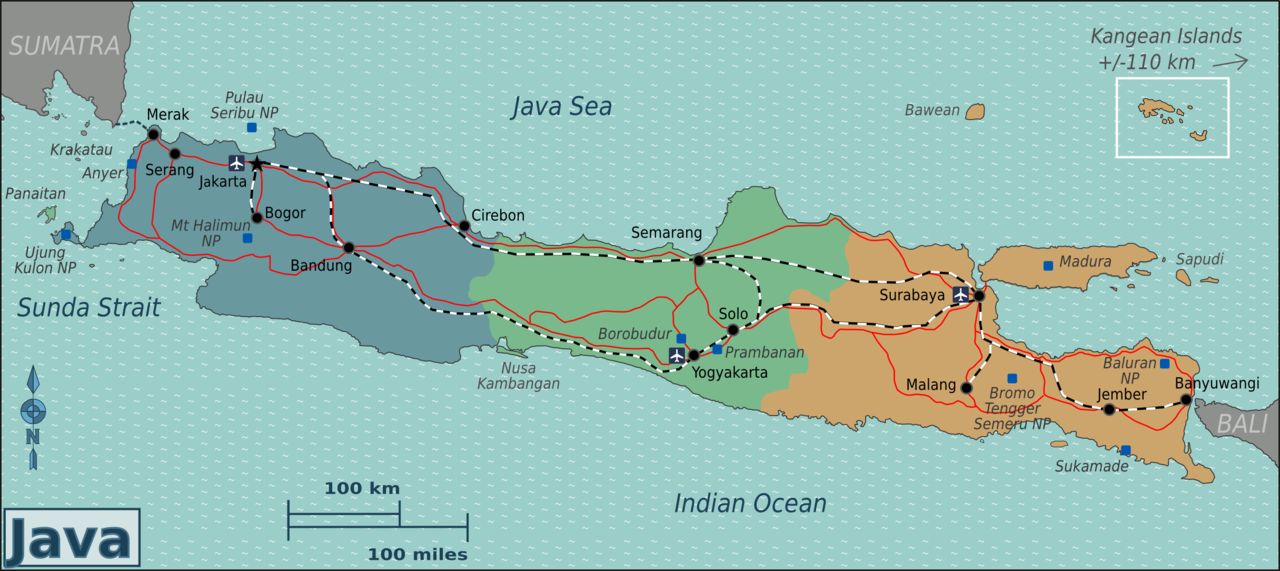 SUMATRA
Kangean Islands
+/-110 km
Pulau
Seribu NP
Java Sea
Bawean
Merak
Krakatau
Anyer
Serang
Jakarta
Panaitan
Bogor
Mt Halimun
NP
Cirebon
Semarang
Ujung
Kulon NP
Bandung
Madura
Sapudi
Sunda Strait
Surabaya
Solo
Borobudur
Prambanan
Yogyakarta
Nusa
Kambangan
Malang
Bromo
Tengger
Semeru NP
Baluran
NP
Jember
Banyuwangi
BALI
N
Sukamade
100 km
Indian Ocean
Java
100 miles